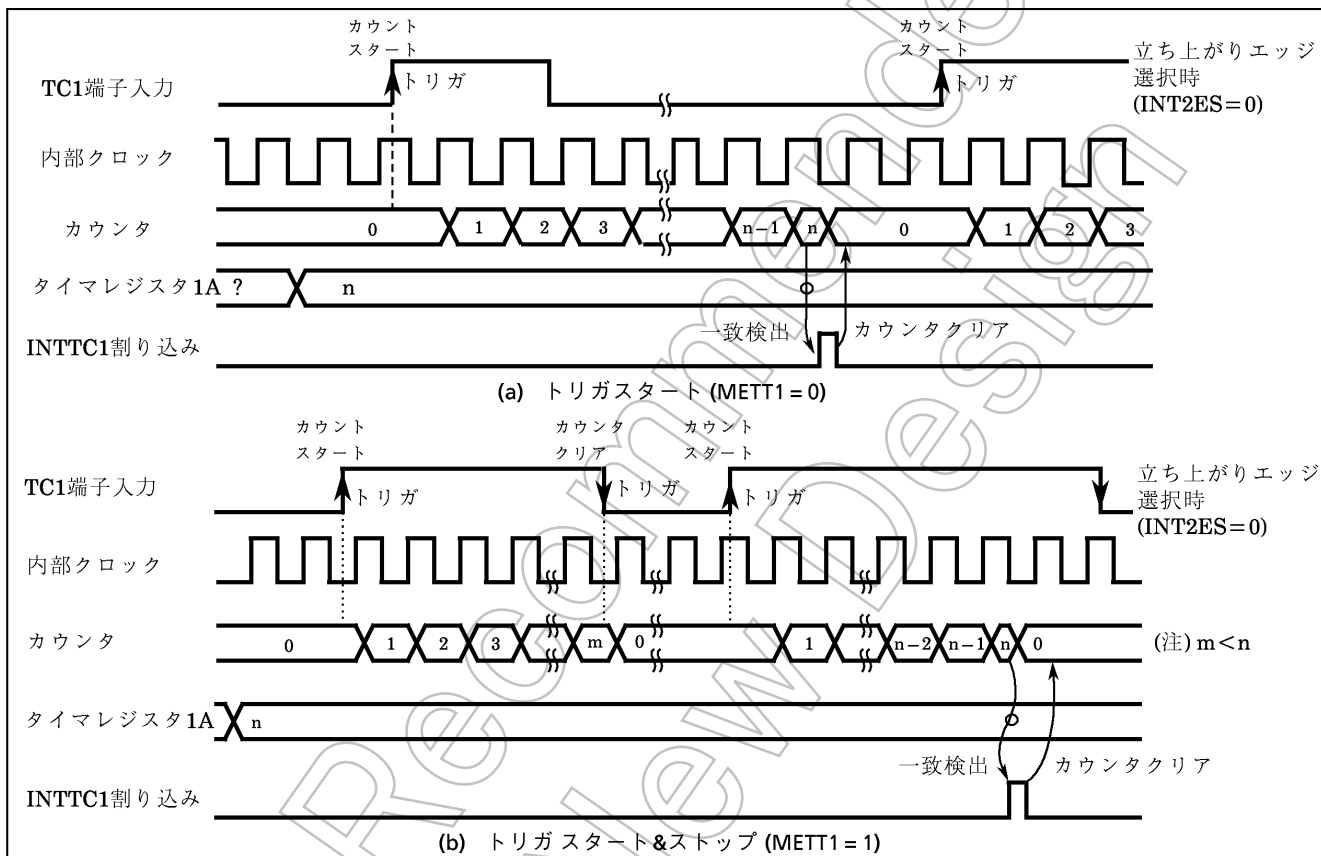 カウント
スタート
カウント
スタート
TC1端子入力
トリガ
トリガ
立ち上がりエッジ
選択時
(INT2ES=0)
内部クロック
カウンタ
0 1 2 3 n-1 n 0 1 2 3
タイマレジスタ1A ? n
一致検出
カウンタクリア
INTTC1割り込み
(a) トリガスタート (METT1 = 0)
カウント
スタート
カウンタ
クリア
カウント
スタート
TC1端子入力
トリガ
トリガ
トリガ
立ち上がりエッジ
選択時
(INT2ES=0)
内部クロック
カウンタ
0 1 2 3 m 0 1 n-2 n-1 n 0
(注) m<n
タイマレジスタ1A n
一致検出
カウンタクリア
INTTC1割り込み
(b) トリガ スタート&ストップ (METT1 = 1)
Recommende
New Design